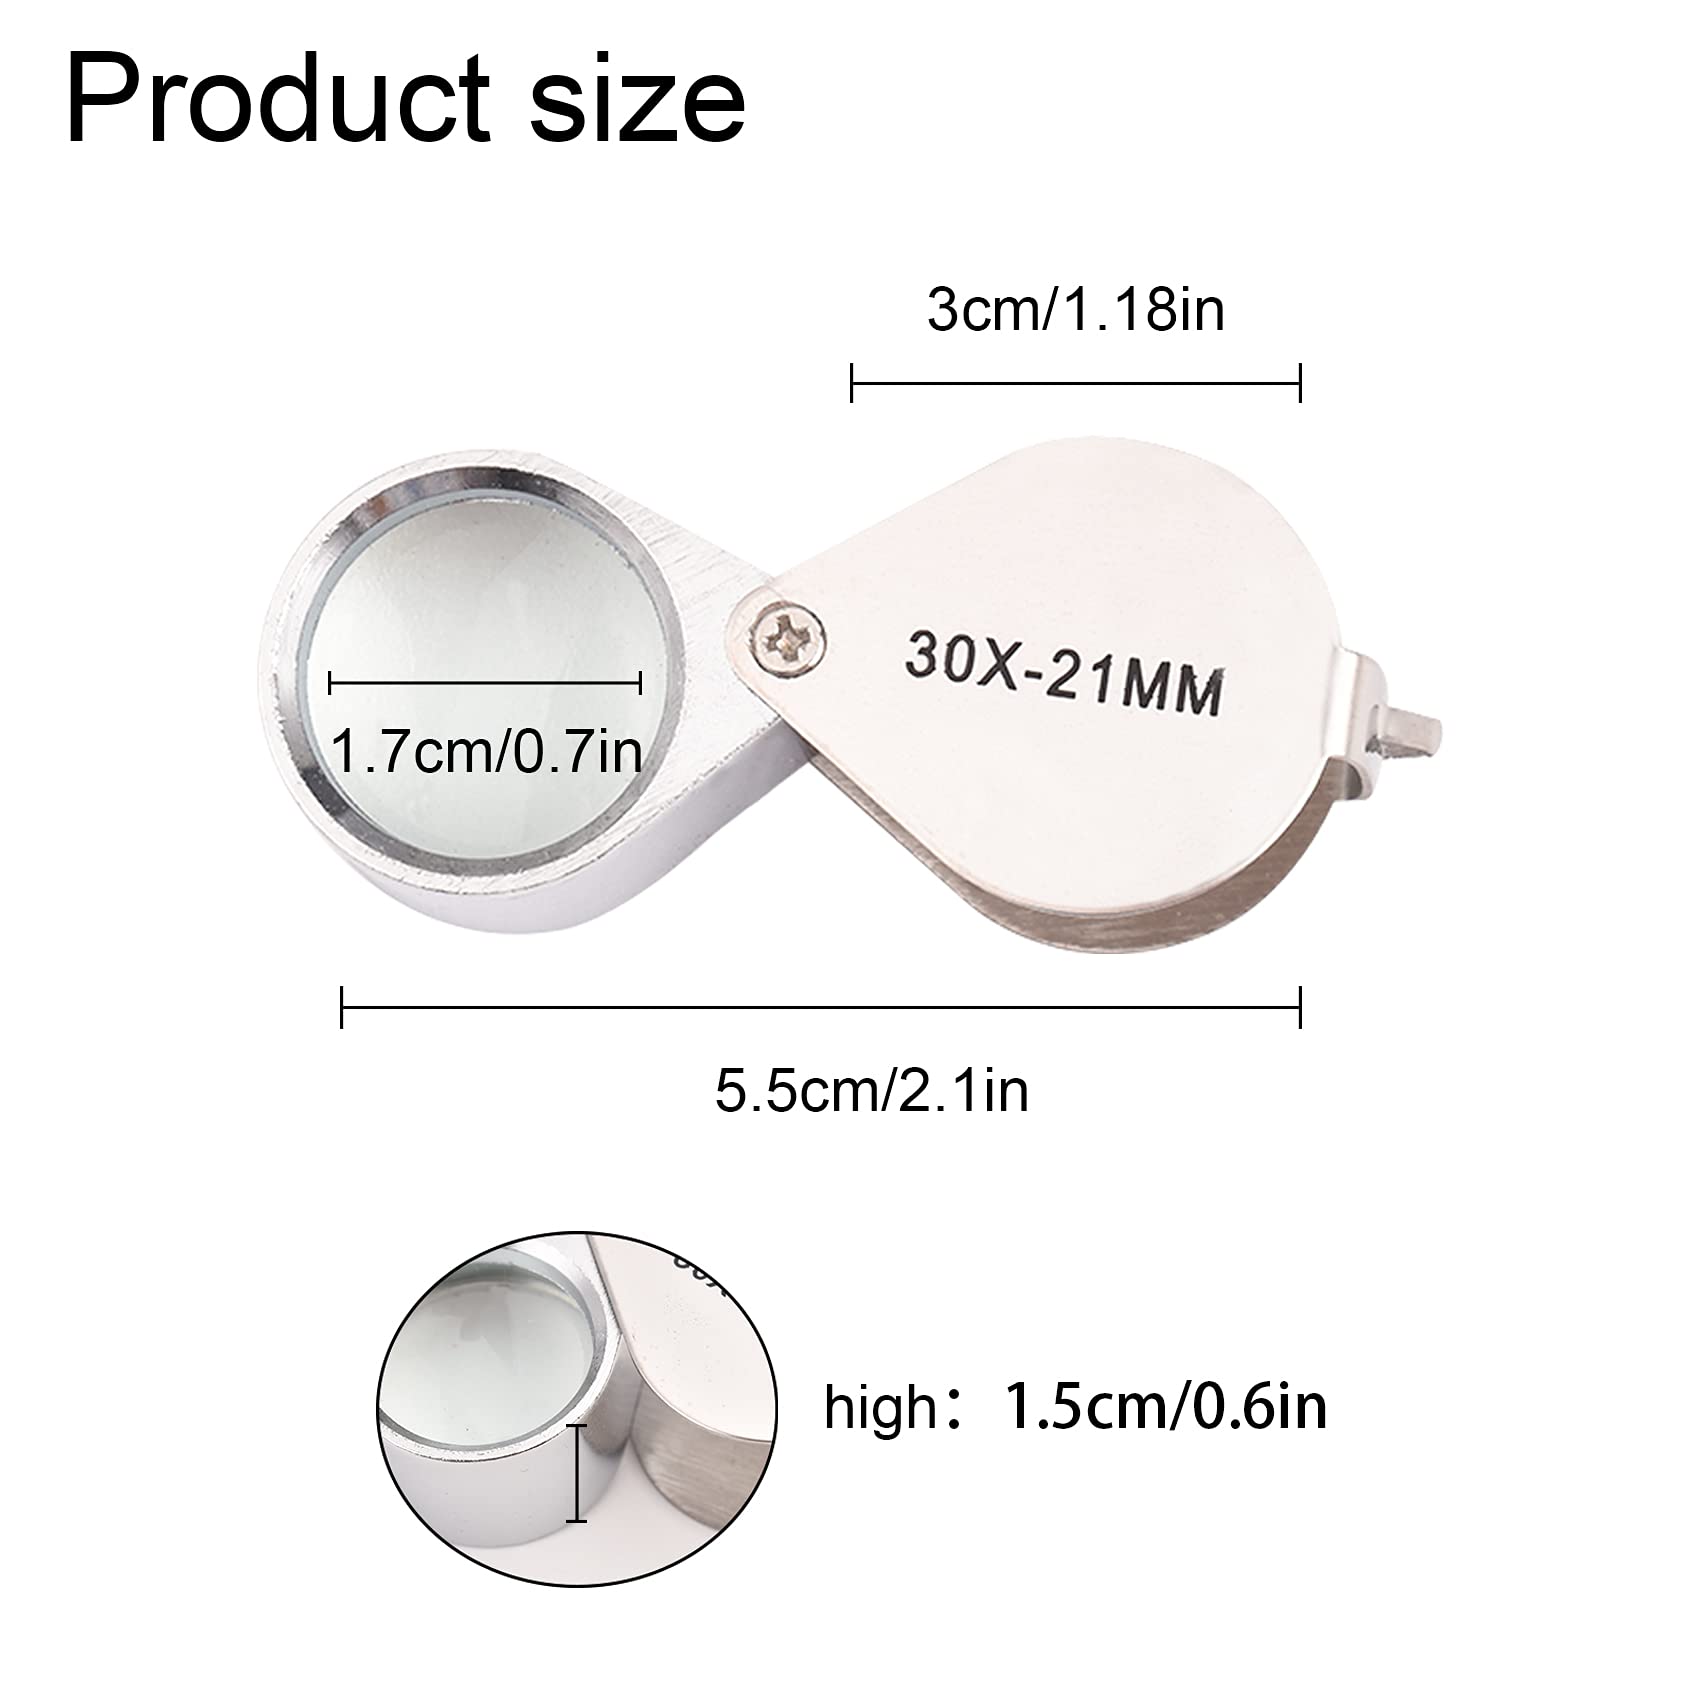 Product size
3cm/1.18in
30X-21MM
1.7cm/0.7in
5.5cm/2.1in
30X
high： 1.5cm/0.6in